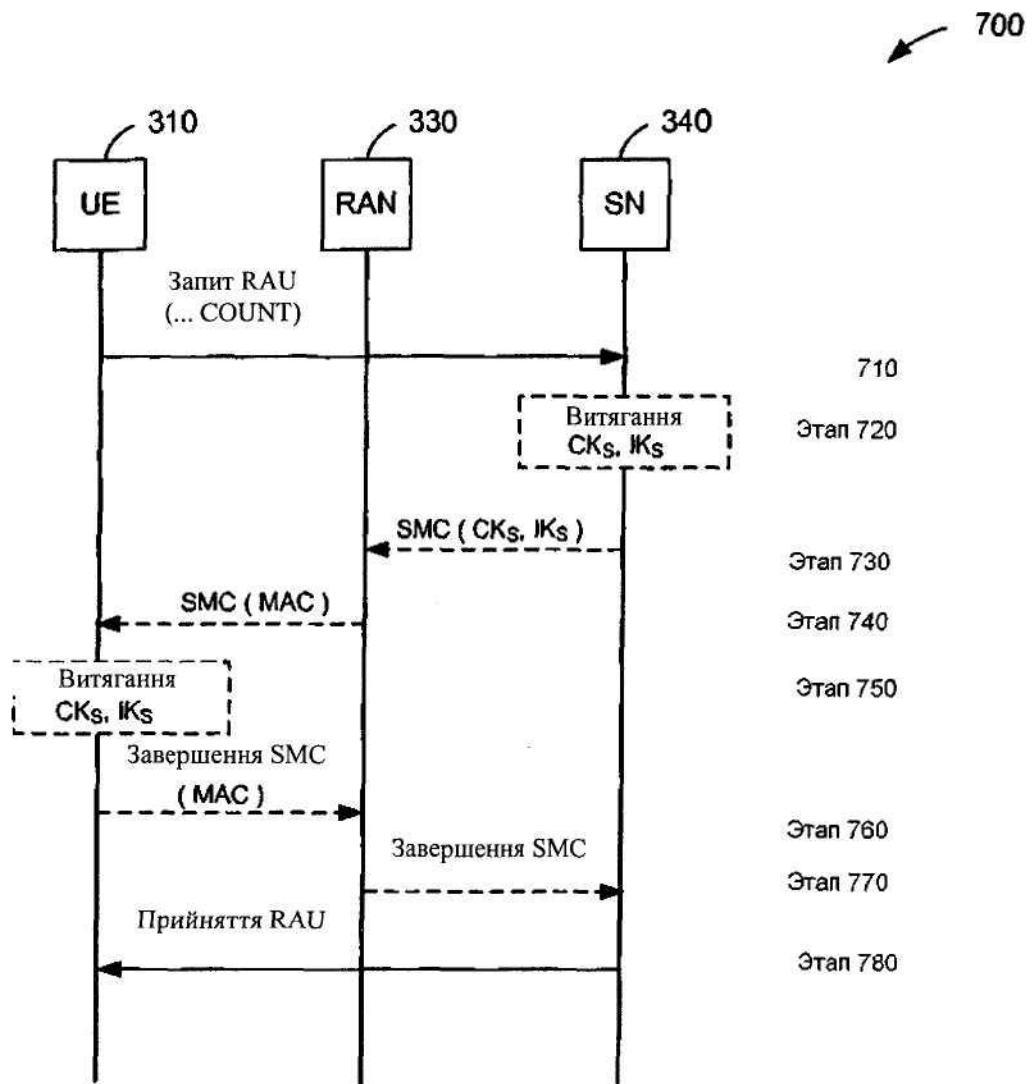 700
310
330
340
UE
RAN
SN
Запит RAU
(... COUNT)
710
Витягання
CKS, IKS
Этап 720
SMC ( CKS, IKS )
Этап 730
SMC ( MAC )
Этап 740
Витягання
CKS, IKS
Этап 750
Завершення SMC
( MAC )
Этап 760
Завершення SMC
Этап 770
Прийняття RAU
Этап 780